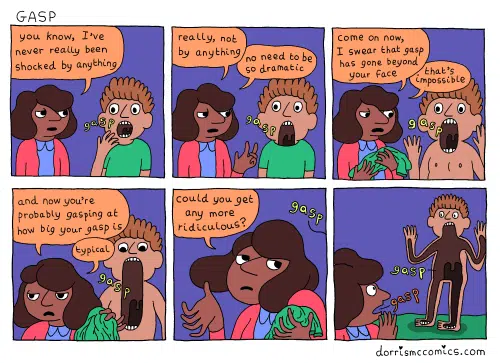 GASP
you know, I've
never really been
shocked by anything
gasp
really, not
by anything
no need to be
so dramatic
gasp
come on now,
I swear that gasp
has gone beyond
your face
that's
impossible
gasp
and now you're
probably gasping at
how big your gasp is
typical
gasp
could you get
any more
ridiculous?
gasp
gasp
gasp
dorrismccomics.com